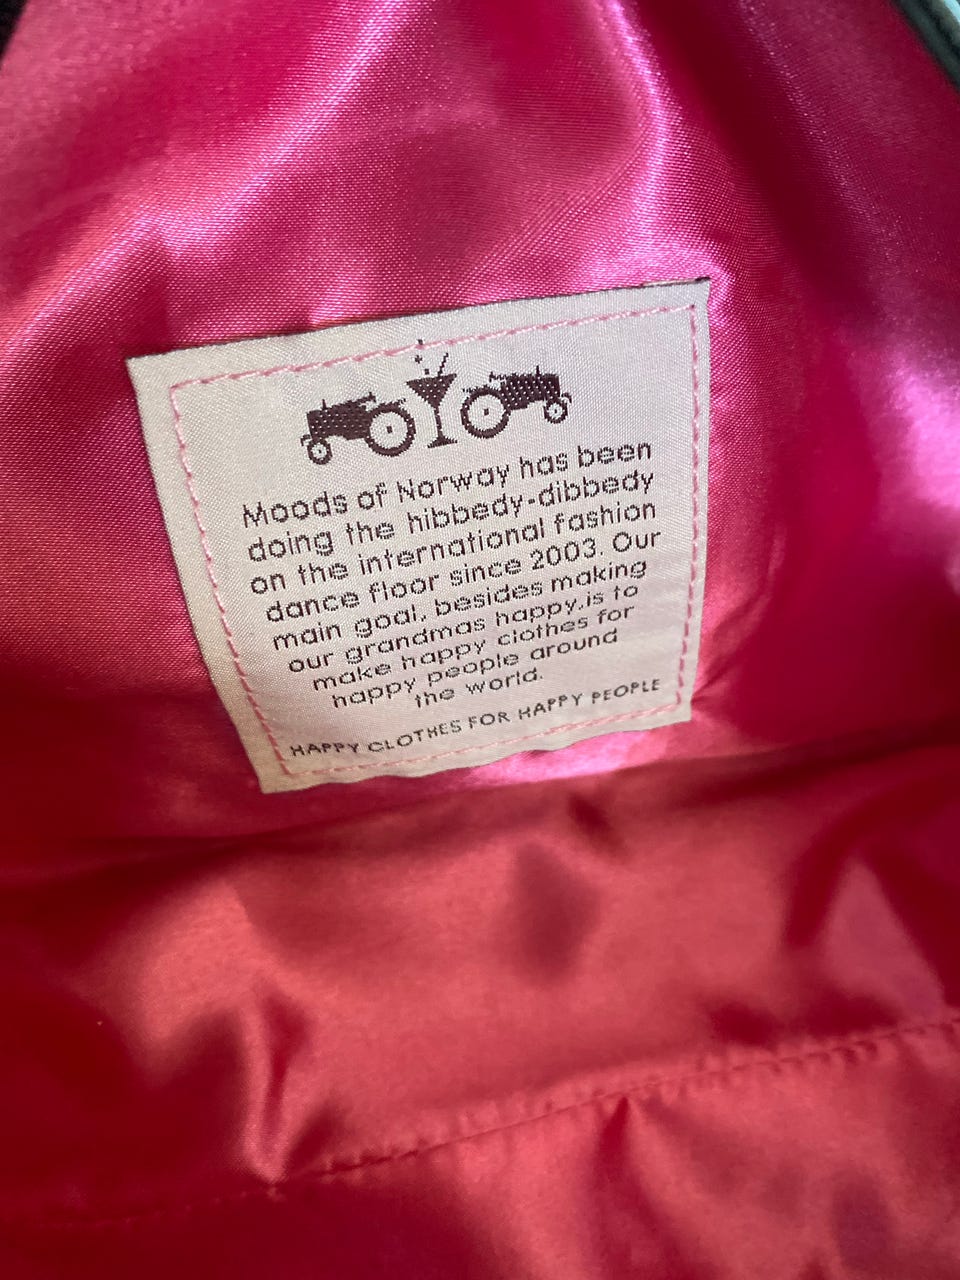 Moods of Norway has been
doing the hibbedy-dibbedy
on the international fashion
dance floor since 2003. Our
main goal, besides making
our grandmas happy,is to
make happy clothes for
happy people around
the world.
HAPPY CLOTHES FOR HAPPY PEOPLE